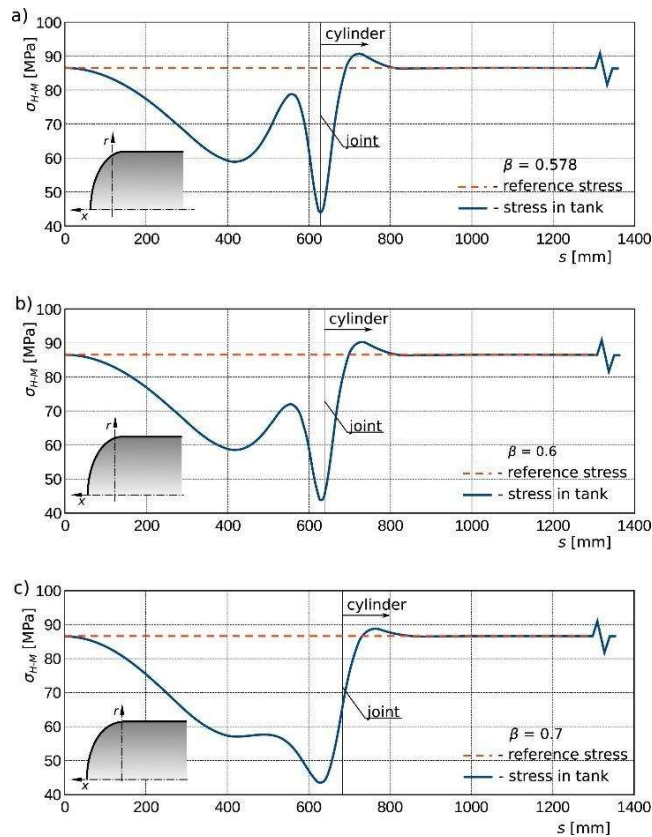 a)
100
90
80
70
60
50
40
σH-M [MPa]
cylinder
joint
r
x
β = 0.578
- reference stress
- stress in tank
0 200 400 600 800 1000 1200 1400
s [mm]
b)
100
90
80
70
60
50
40
σH-M [MPa]
cylinder
joint
r
x
β = 0.6
- reference stress
- stress in tank
0 200 400 600 800 1000 1200 1400
s [mm]
c)
100
90
80
70
60
50
40
σH-M [MPa]
cylinder
joint
r
x
β = 0.7
- reference stress
- stress in tank
0 200 400 600 800 1000 1200 1400
s [mm]